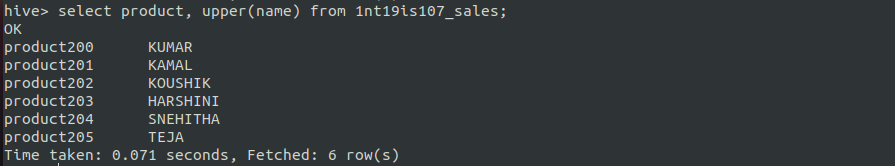 hive> select product, upper(name) from 1nt19is107_sales;
OK
product200	KUMAR
product201	KAMAL
product202	KOUSHIK
product203	HARSHINI
product204	SNEHITHA
product205	TEJA
Time taken: 0.071 seconds, Fetched: 6 row(s)